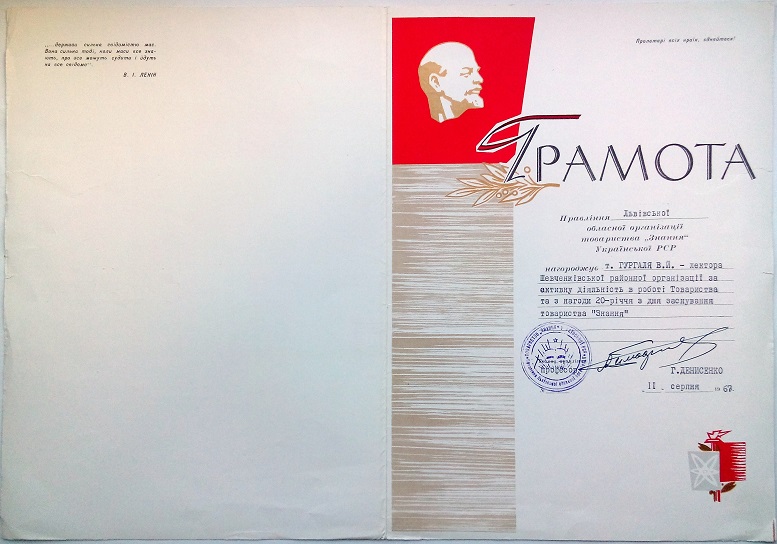 „...Держава сильна свідомістю мас.
Вона сильна тоді, коли маси все зна-
ють, про все можуть судити і йдуть
на все свідомо“.
В. І. ЛЕНІН
Пролетарі всіх країн, єднайтеся!
ГРАМОТА
Правління Львівської
обласної організації
товариства „Знання“
Української РСР
нагороджує т. ГУРГАЛЯ В.Й. - лектора
Шевченківської районної організації за
активну діяльність в роботі Товариства
та з нагоди 20-річчя з дня заснування
товариства "Знання"
професор
Г.ДЕНИСЕНКО
11 серпня 1967